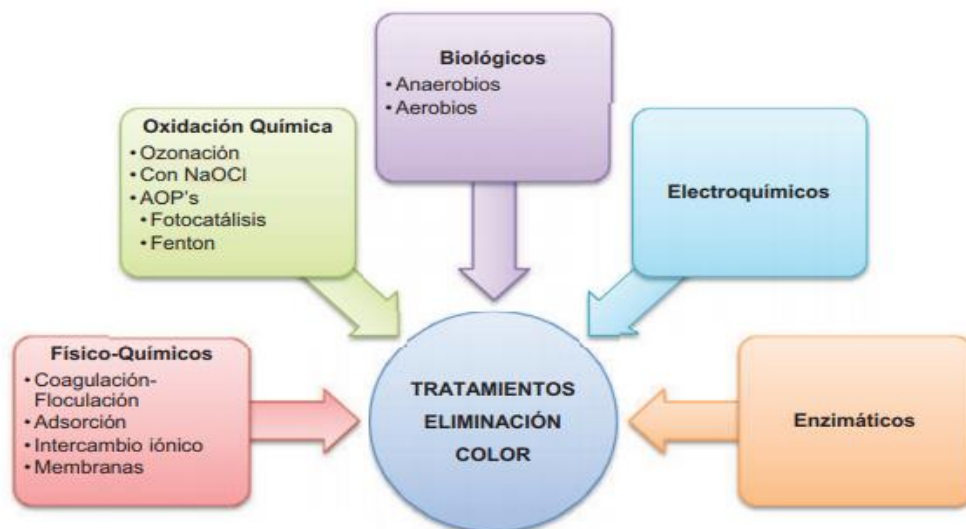 Biológicos
• Anaerobios
• Aerobios
Oxidación Química
• Ozonación
• Con NaOCl
• AOP's
• Fotocatálisis
• Fenton
Electroquímicos
Físico-Químicos
• Coagulación-
Floculación
• Adsorción
• Intercambio iónico
• Membranas
TRATAMIENTOS
ELIMINACIÓN
COLOR
Enzimáticos